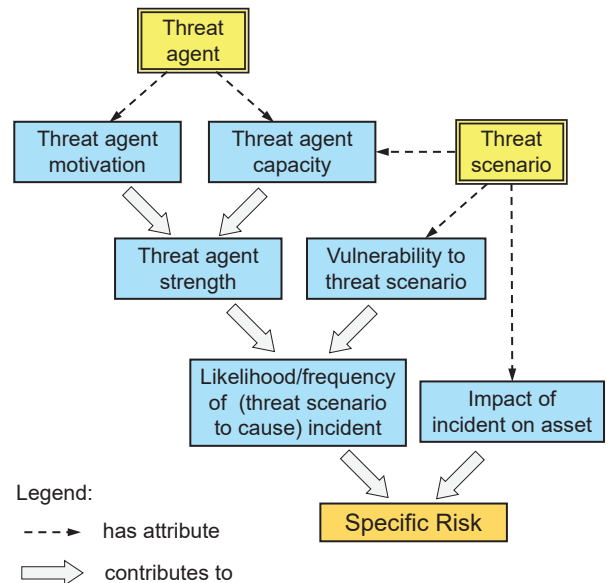 Threat
agent
Threat agent
motivation
Threat agent
capacity
Threat
scenario
Threat agent
strength
Vulnerability to
threat scenario
Likelihood/frequency
of (threat scenario
to cause) incident
Impact of
incident on asset
Specific Risk
Legend:
has attribute
contributes to